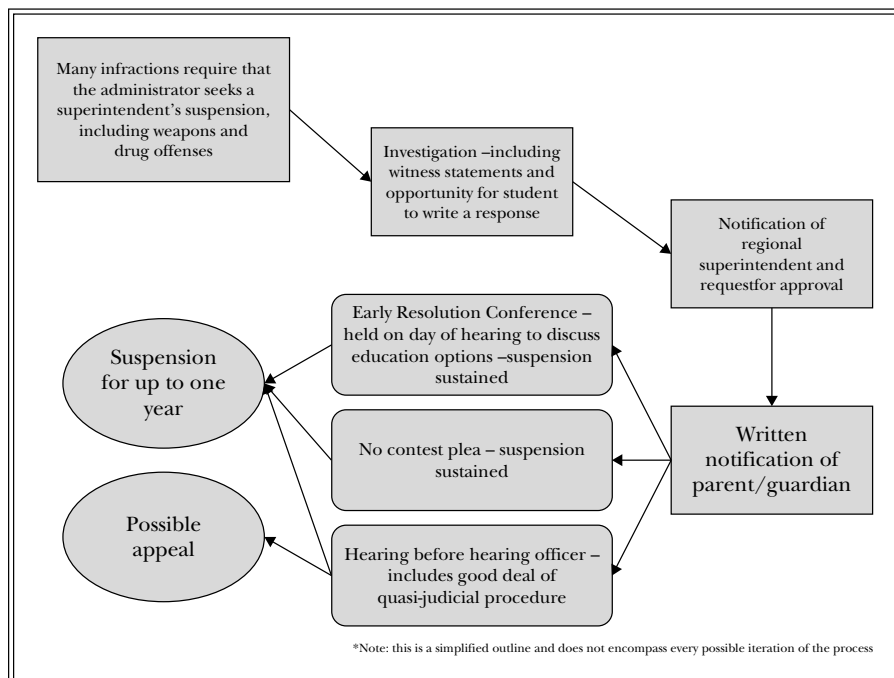 Many infractions require that
the administrator seeks a
superintendent's suspension,
including weapons and
drug offenses
Investigation –including
witness statements and
opportunity for student
to write a response
Notification of
regional
superintendent and
requestfor approval
Written
notification of
parent/guardian
Early Resolution Conference –
held on day of hearing to discuss
education options –suspension
sustained
No contest plea – suspension
sustained
Hearing before hearing officer –
includes good deal of
quasi-judicial procedure
Suspension
for up to one
year
Possible
appeal
*Note: this is a simplified outline and does not encompass every possible iteration of the process